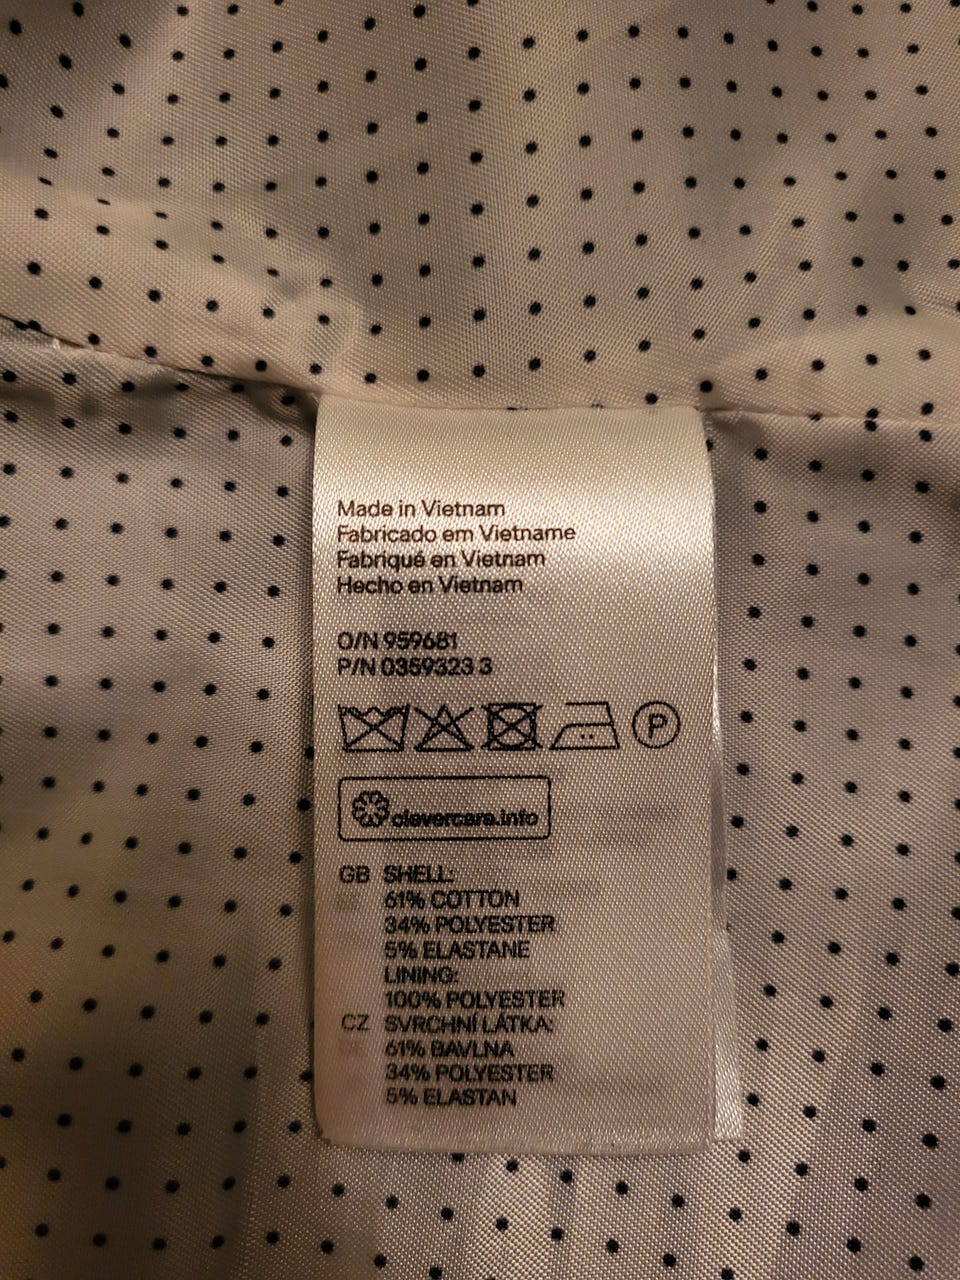 Made in Vietnam
Fabricado em Vietname
Fabriqué en Vietnam
Hecho en Vietnam
O/N 959681
P/N 0359323 3
P
clevercare.info
GB SHELL:
61% COTTON
34% POLYESTER
5% ELASTANE
LINING:
100% POLYESTER
CZ SVRCHNÍ LÁTKA:
61% BAVLNA
34% POLYESTER
5% ELASTAN